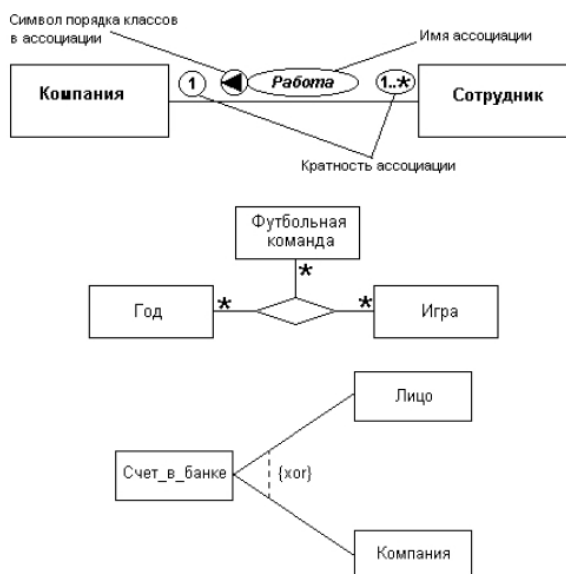 Символ порядка классов
в ассоциации
Имя ассоциации
Компания
1
Работа
1..*
Сотрудник
Кратность ассоциации
Футбольная
команда
*
Год
*
*
Игра
Лицо
Счет_в_банке
{xor}
Компания